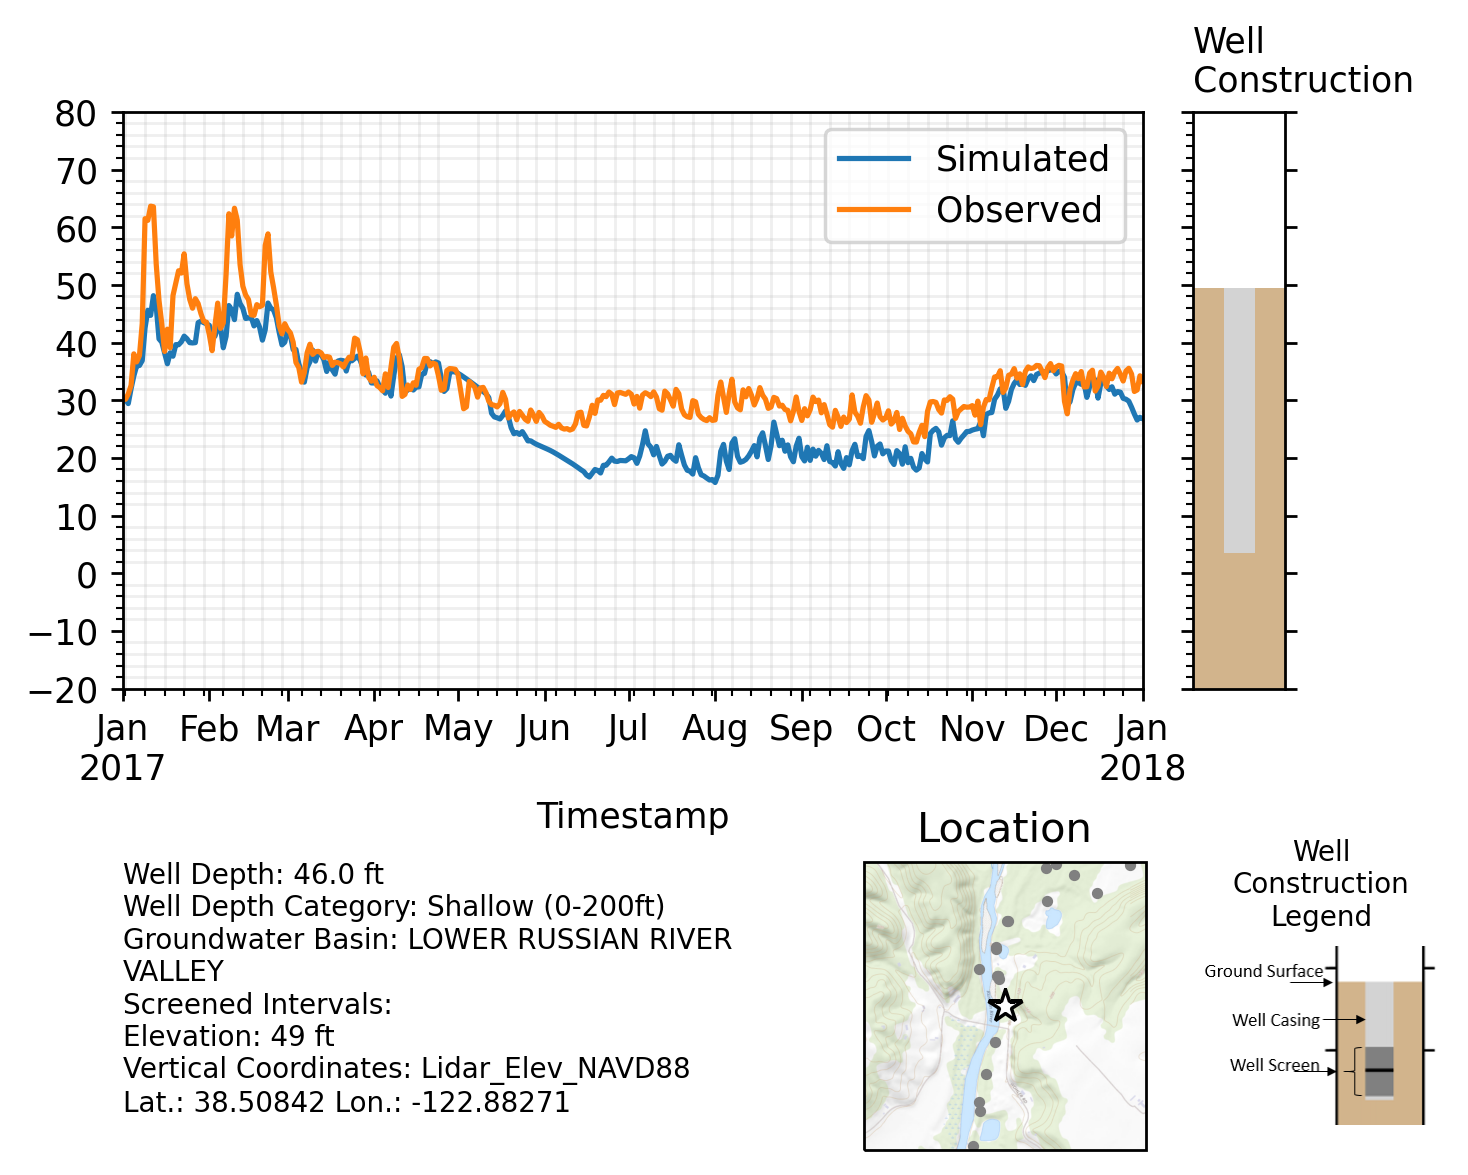 Well
Construction
80
70
60
50
40
30
20
10
0
−10
−20
Simulated
Observed
Jan Feb Mar Apr May Jun Jul Aug Sep Oct Nov Dec Jan
2017 2018
Timestamp
Well Depth: 46.0 ft
Well Depth Category: Shallow (0-200ft)
Groundwater Basin: LOWER RUSSIAN RIVER
VALLEY
Screened Intervals:
Elevation: 49 ft
Vertical Coordinates: Lidar_Elev_NAVD88
Lat.: 38.50842 Lon.: -122.88271
Location
Well
Construction
Legend
Ground Surface
Well Casing
Well Screen